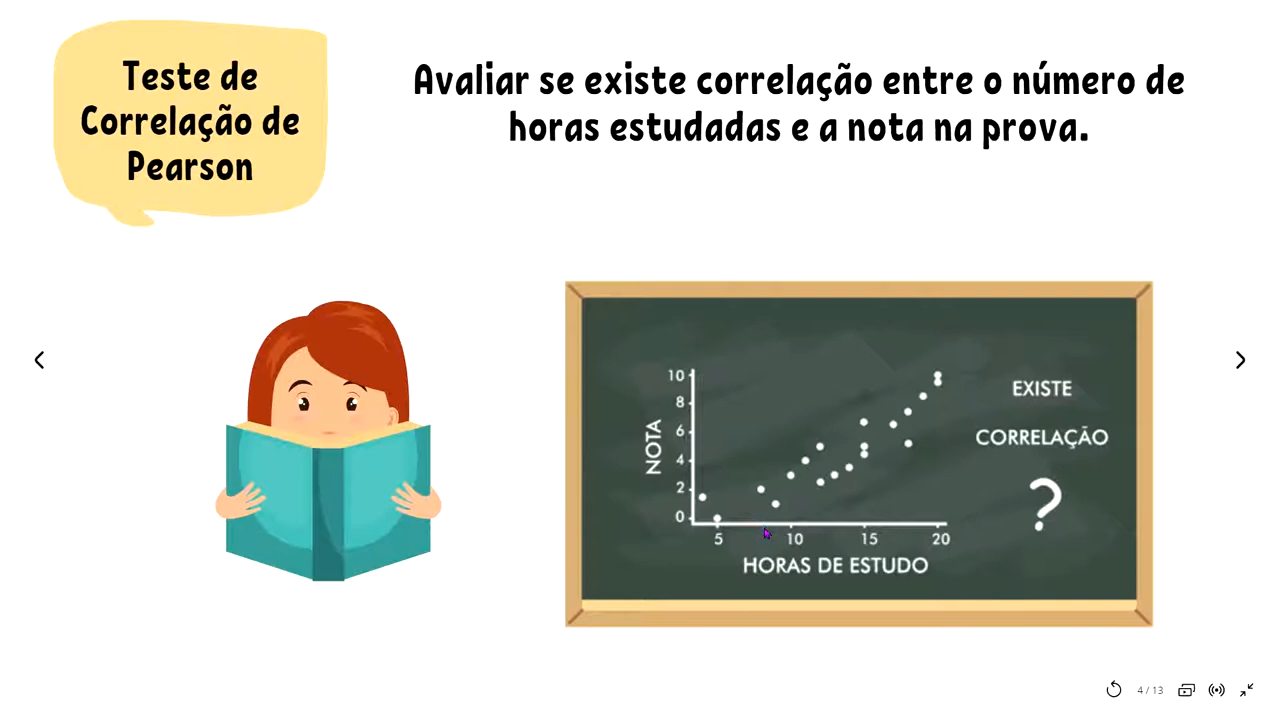 Teste de
Correlação de
Pearson
Avaliar se existe correlação entre o número de
horas estudadas e a nota na prova.
10
8
6
4
2
0
NOTA
5 10 15 20
HORAS DE ESTUDO
EXISTE
CORRELAÇÃO
?
4 / 13